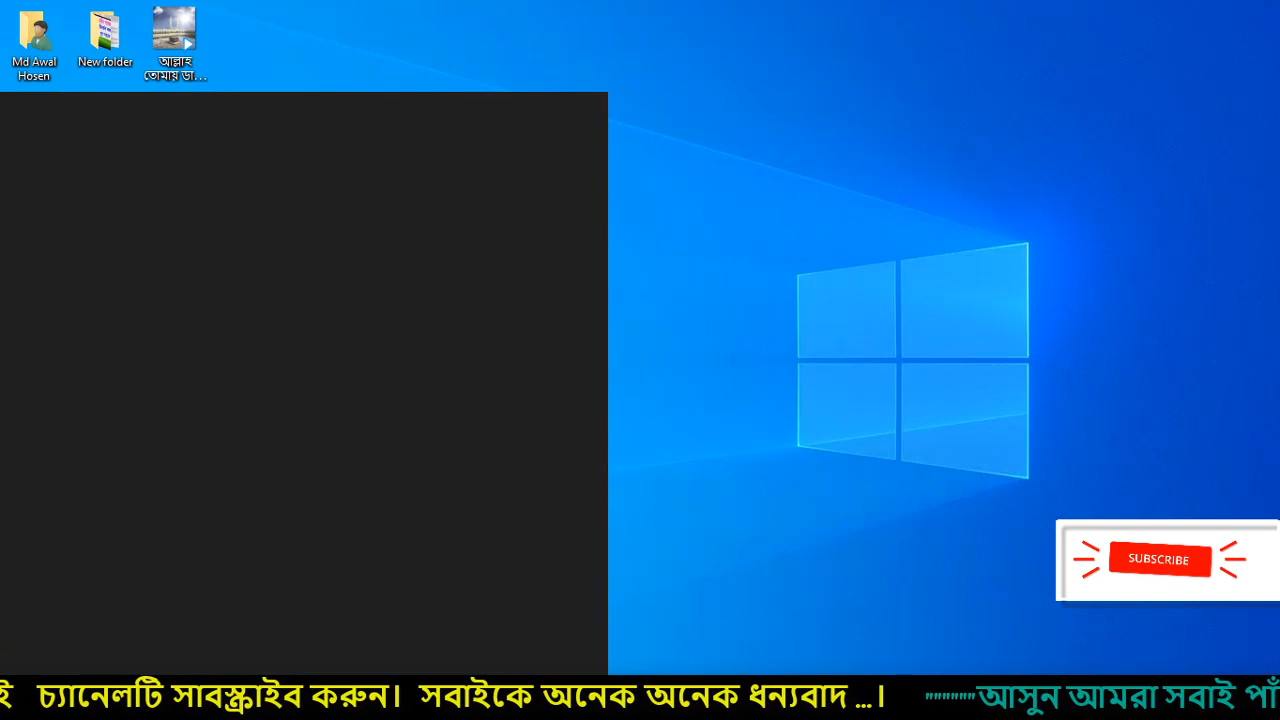 Md Awal
Hosen
New folder
আল্লাহ
তোমায় ডা...
SUBSCRIBE
ই চ্যানেলটি সাবস্ক্রাইব করুন। সবাইকে অনেক অনেক ধন্যবাদ ...। """"""আসুন আমরা সবাই পাঁ